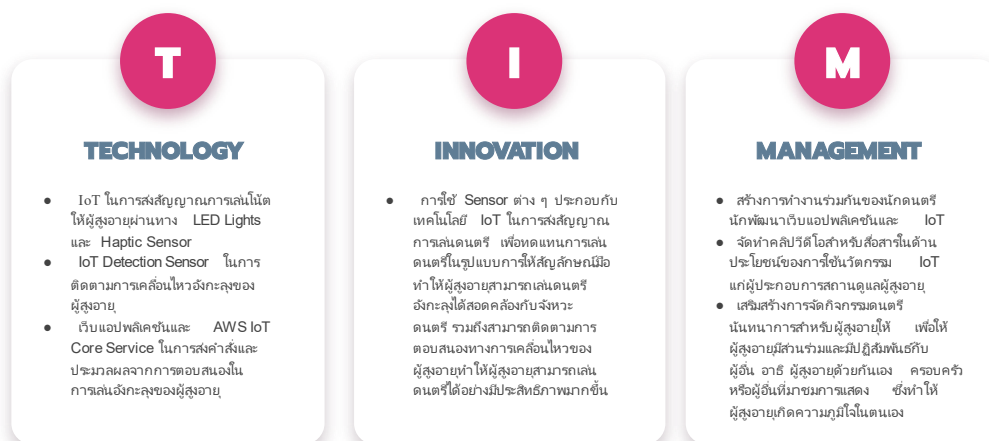 T
TECHNOLOGY
● IoT ในการส่งสัญญาณการเล่นโน้ต
ให้ผู้สูงอายุผ่านทาง LED Lights
และ Haptic Sensor
● IoT Detection Sensor ในการ
ติดตามการเคลื่อนไหวอังกะลุงของ
ผู้สูงอายุ
● เว็บแอปพลิเคชันและ AWS IoT
Core Service ในการส่งคำสั่งและ
ประมวลผลจากการตอบสนองใน
การเล่นอังกะลุงของผู้สูงอายุ
I
INNOVATION
● การใช้ Sensor ต่าง ๆ ประกอบกับ
เทคโนโลยี IoT ในการส่งสัญญาณ
การเล่นดนตรี เพื่อทดแทนการเล่น
ดนตรีในรูปแบบการให้สัญลักษณ์มือ
ทำให้ผู้สูงอายุสามารถเล่นดนตรี
อังกะลุงได้สอดคล้องกับจังหวะ
ดนตรี รวมถึงสามารถติดตามการ
ตอบสนองทางการเคลื่อนไหวของ
ผู้สูงอายุทำให้ผู้สูงอายุสามารถเล่น
ดนตรีได้อย่างมีประสิทธิภาพมากขึ้น
M
MANAGEMENT
● สร้างการทำงานร่วมกันของนักดนตรี
นักพัฒนาเว็บแอปพลิเคชันและ IoT
● จัดทำคลิปวีดีโอสำหรับสื่อสารในด้าน
ประโยชน์ของการใช้นวัตกรรม IoT
แก่ผู้ประกอบการสถานดูแลผู้สูงอายุ
● เสริมสร้างการจัดกิจกรรมดนตรี
นันทนาการสำหรับผู้สูงอายุให้ เพื่อให้
ผู้สูงอายุมีส่วนร่วมและมีปฏิสัมพันธ์กับ
ผู้อื่น อาธิ ผู้สูงอายุด้วยกันเอง ครอบครัว
หรือผู้อื่นที่มาชมการแสดง ซึ่งทำให้
ผู้สูงอายุเกิดความภูมิใจในตนเอง